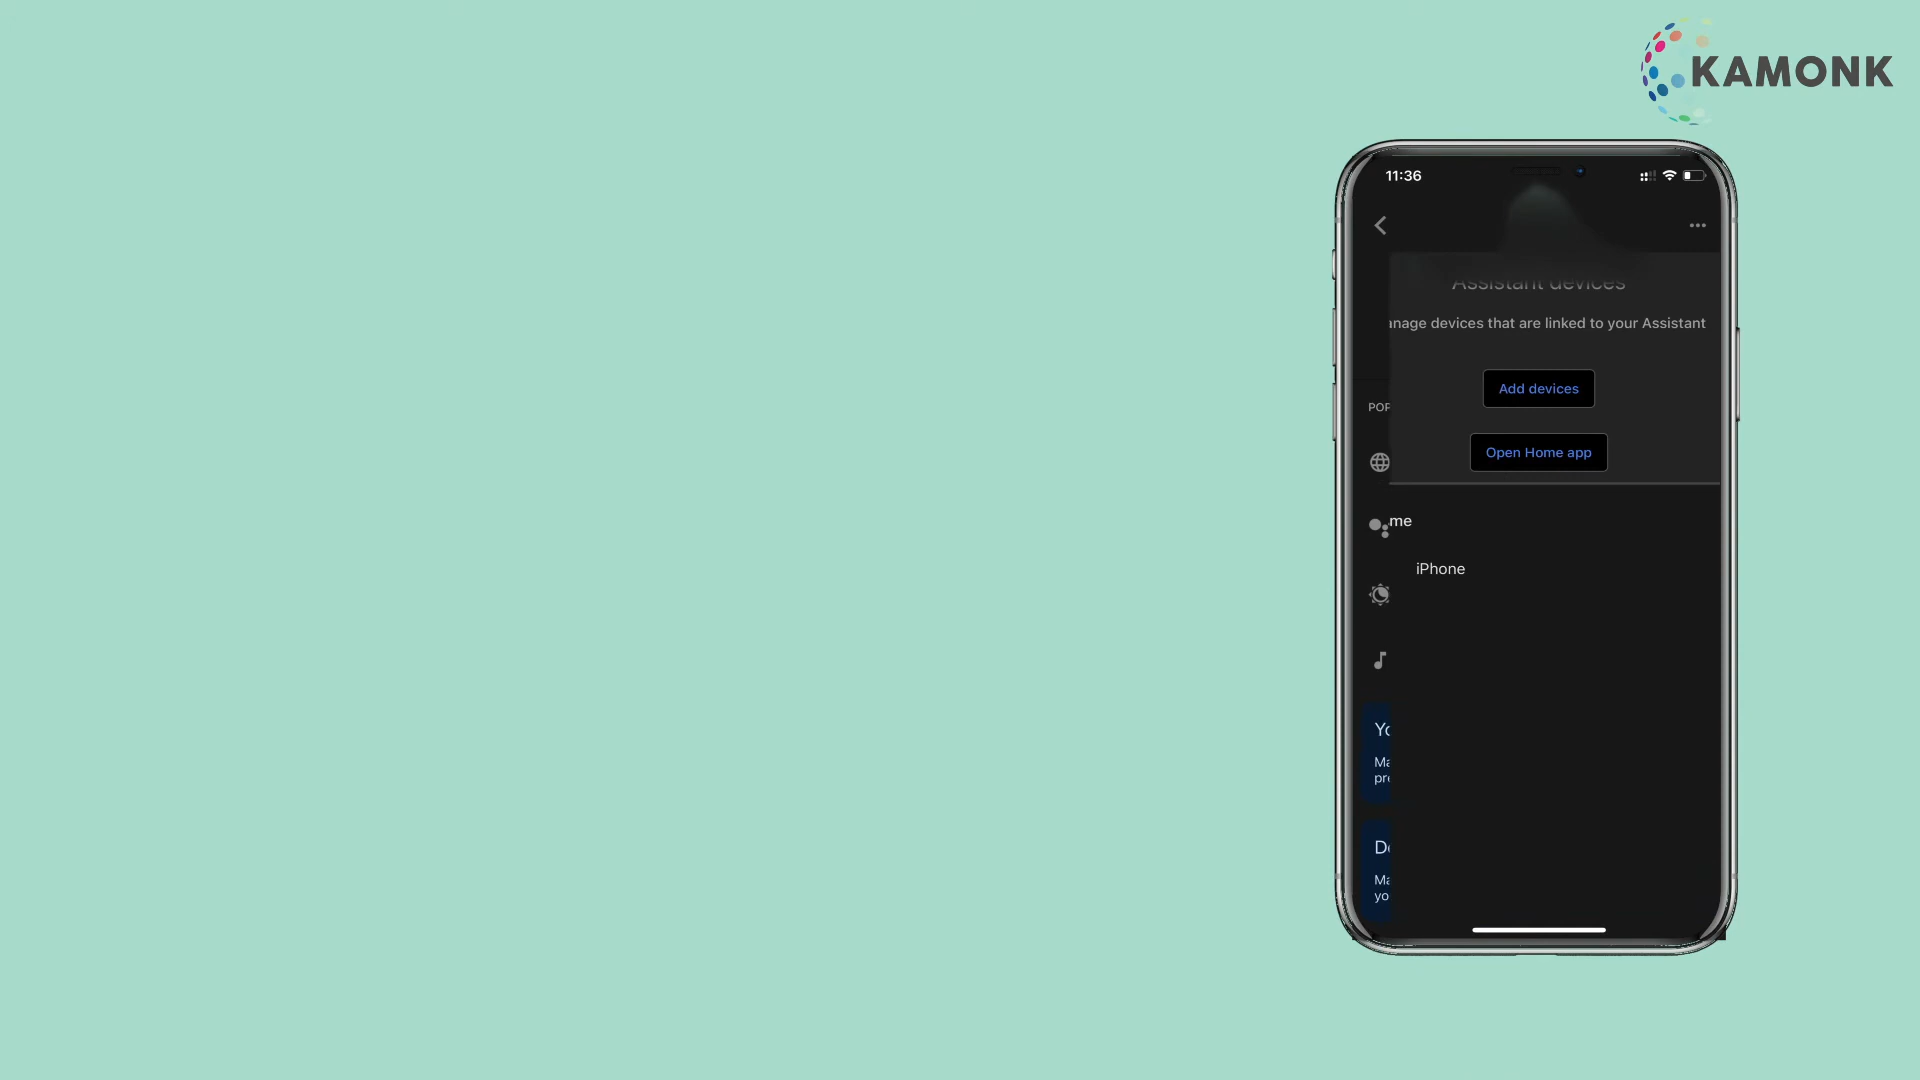 KAMONK
11:36
Assistant devices
anage devices that are linked to your Assistant
Add devices
POP
Open Home app
me
iPhone
Yo
Ma
pre
De
Ma
yo